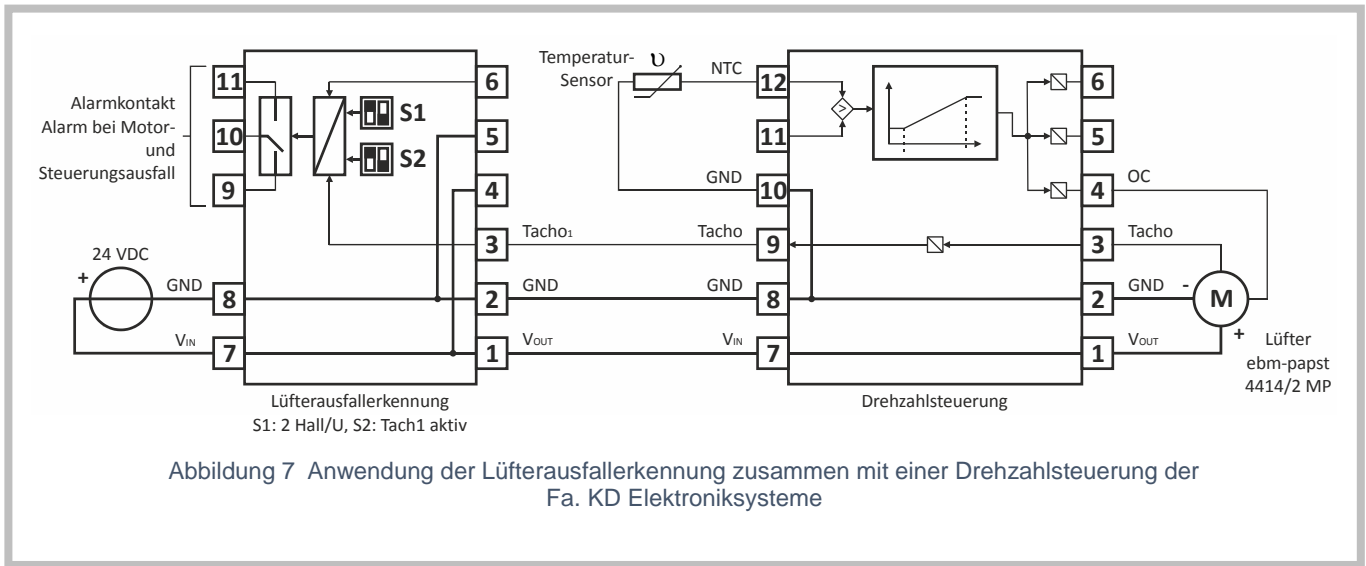 Alarmkontakt
Alarm bei Motor-
und
Steuerungsausfall
11
10
9
24 VDC
+
GND
8
VIN
7
S1
S2
6
5
4
3
2
1
Tacho1
GND
VOUT
Lüfterausfallerkennung
S1: 2 Hall/U, S2: Tach1 aktiv
Temperatur-
Sensor
υ
NTC
GND
Tacho
GND
VIN
12
11
10
9
8
7
>
6
5
4
3
2
1
Drehzahlsteuerung
OC
Tacho
GND
-
M
+
VOUT
Lüfter
ebm-papst
4414/2 MP
Abbildung 7 Anwendung der Lüfterausfallerkennung zusammen mit einer Drehzahlsteuerung der
Fa. KD Elektroniksysteme